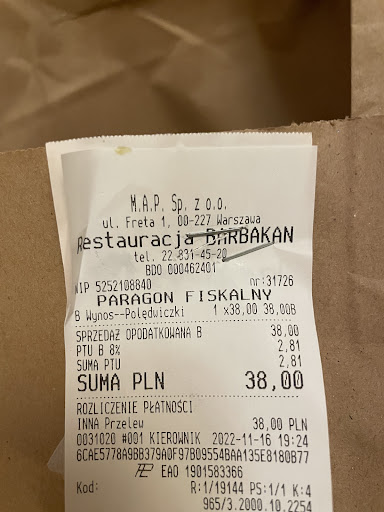 M.A.P. Sp. z o.o.
ul. Freta 1, 00-227 Warszawa
Restauracja BARBAKAN
tel. 22 831-45-20
BDO 000462401
NIP 5252108840 nr:31726
PARAGON FISKALNY
B Wynos--Polędwiczki 1 x38,00 38,00B
SPRZEDAŻ OPODATKOWANA B 38,00
PTU B 8% 2,81
SUMA PTU 2,81
SUMA PLN 38,00
ROZLICZENIE PŁATNOŚCI
INNA Przelew 38,00 PLN
0031020 #001 KIEROWNIK 2022-11-16 19:24
6CAE5778A9BB379A0F97B09554BAA135E8180B77
EAO 1901583366
Kod: R:1/19144 PS:1/1 K:4
965/3.2000.10.2254